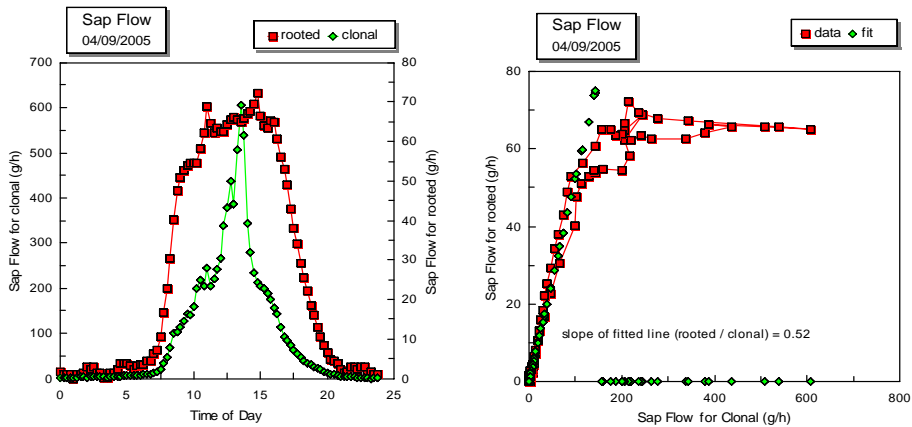 Sap Flow
04/09/2005
rooted clonal
700
600
500
400
300
200
100
0
80
70
60
50
40
30
20
10
0
0 5 10 15 20 25
Sap Flow for clonal (g/h)
Sap Flow for rooted (g/h)
Time of Day
Sap Flow
04/09/2005
data fit
80
60
40
20
0
0 200 400 600 800
Sap Flow for rooted (g/h)
slope of fitted line (rooted / clonal) = 0.52
Sap Flow for Clonal (g/h)